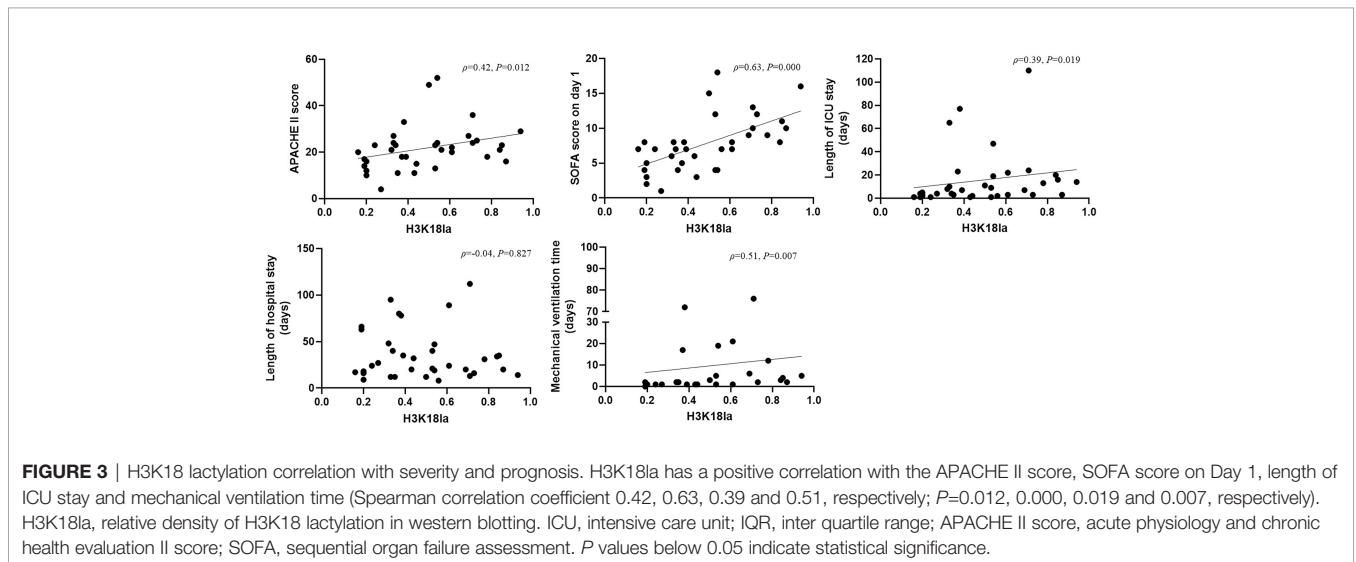 ρ=0.42, P=0.012
APACHE II score
60
40
20
0
0.0 0.2 0.4 0.6 0.8 1.0
H3K18la
ρ=0.63, P=0.000
SOFA score on day 1
20
15
10
5
0
0.0 0.2 0.4 0.6 0.8 1.0
H3K18la
ρ=0.39, P=0.019
Length of ICU stay
(days)
120
100
80
60
40
20
0
0.0 0.2 0.4 0.6 0.8 1.0
H3K18la
ρ=-0.04, P=0.827
Length of hospital stay
(days)
150
100
50
0
0.0 0.2 0.4 0.6 0.8 1.0
H3K18la
ρ=0.51, P=0.007
Mechanical ventilation time
(days)
100
90
80
70
30
20
10
0
0.0 0.2 0.4 0.6 0.8 1.0
H3K18la
FIGURE 3 | H3K18 lactylation correlation with severity and prognosis. H3K18la has a positive correlation with the APACHE II score, SOFA score on Day 1, length of
ICU stay and mechanical ventilation time (Spearman correlation coefficient 0.42, 0.63, 0.39 and 0.51, respectively; P=0.012, 0.000, 0.019 and 0.007, respectively).
H3K18la, relative density of H3K18 lactylation in western blotting. ICU, intensive care unit; IQR, inter quartile range; APACHE II score, acute physiology and chronic
health evaluation II score; SOFA, sequential organ failure assessment. P values below 0.05 indicate statistical significance.